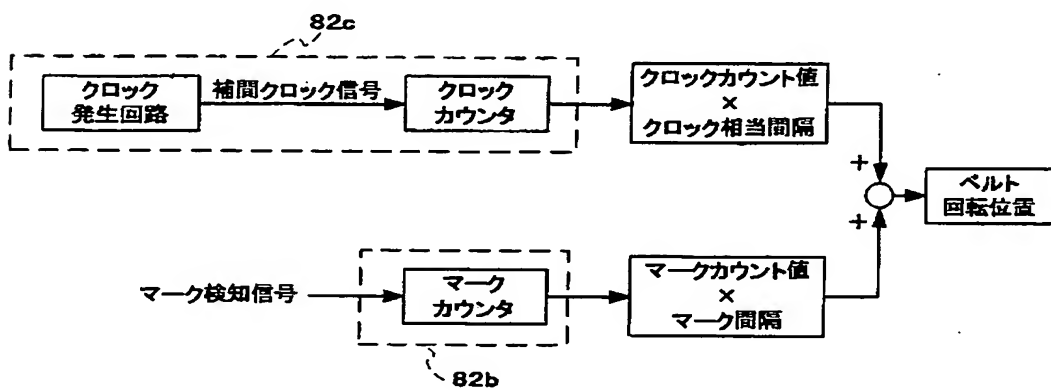 82c
クロック
発生回路
補間クロック信号
クロック
カウンタ
クロックカウント値
×
クロック相当間隔
+
+
ベルト
回転位置
マーク検知信号
マーク
カウンタ
マークカウント値
×
マーク間隔
82b